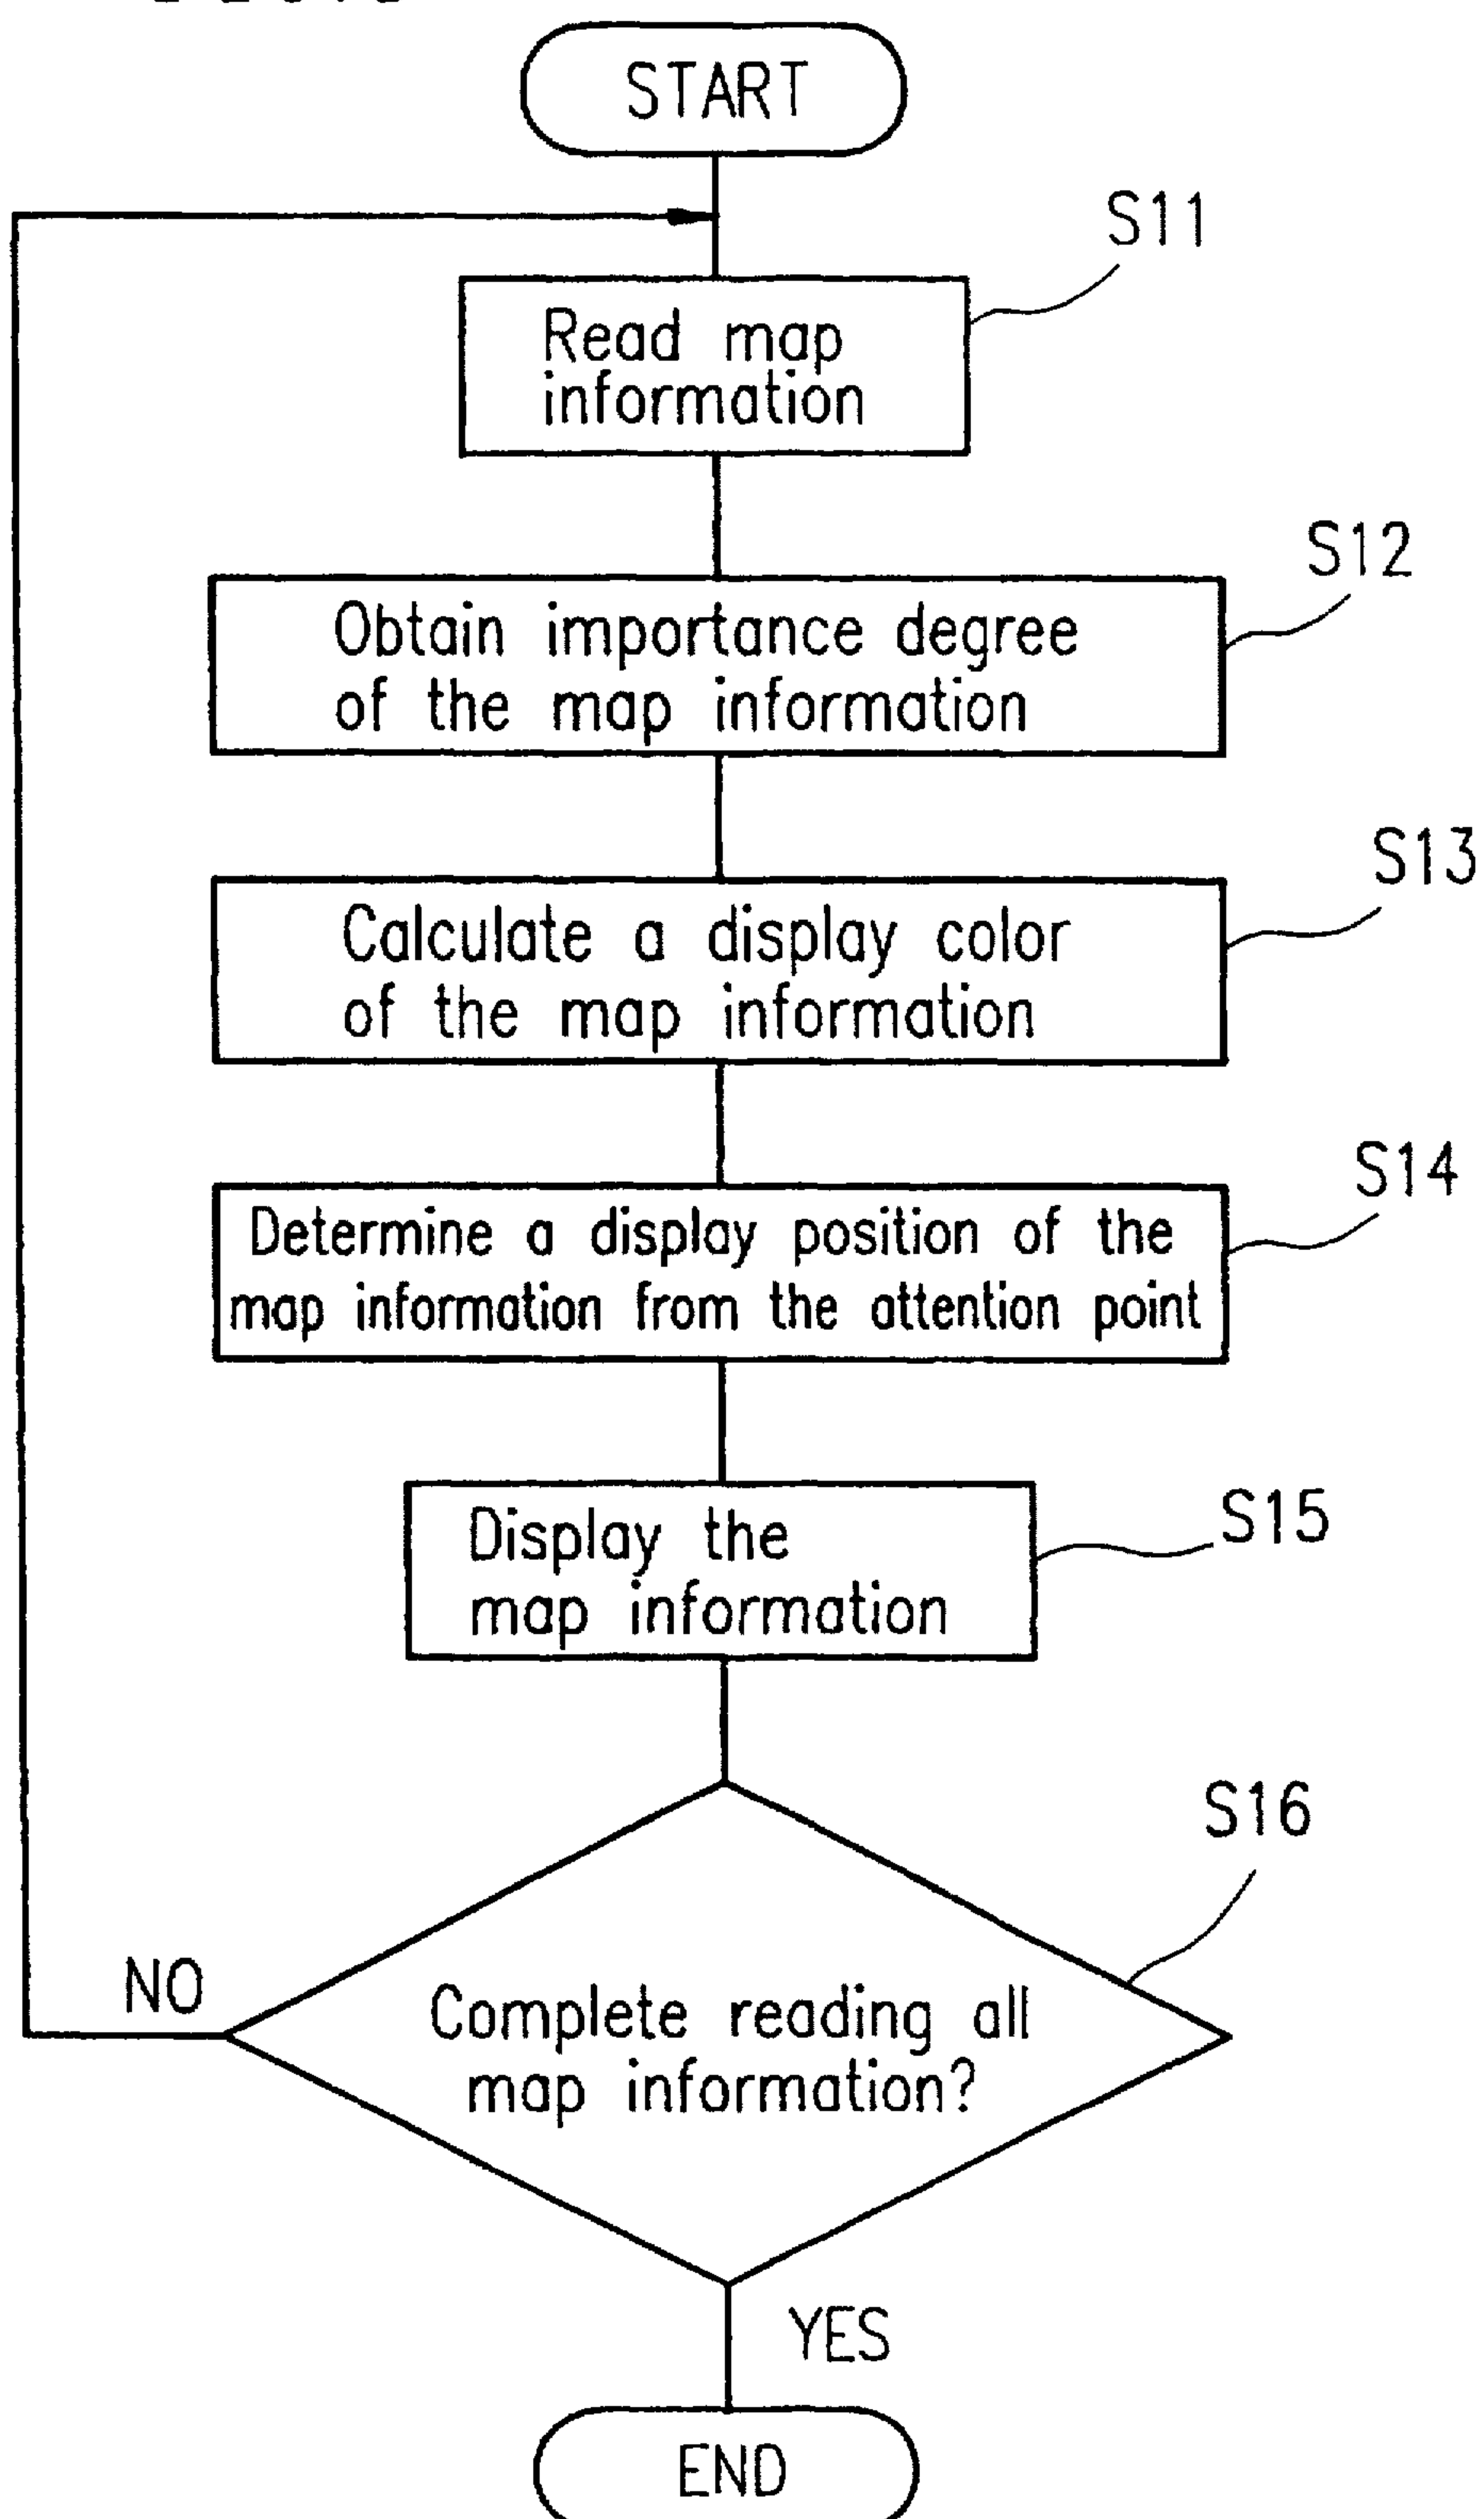 START
S11
Read map
information
S12
Obtain importance degree
of the map information
S13
Calculate a display color
of the map information
S14
Determine a display position of the
map information from the attention point
S15
Display the
map information
S16
NO
Complete reading all
map information?
YES
END